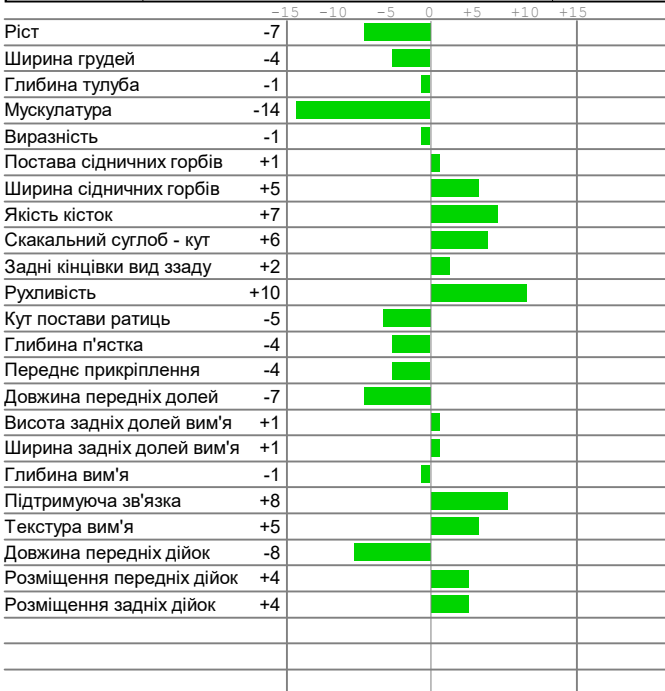 -15 -10 -5 0 +5 +10 +15
Ріст -7
Ширина грудей -4
Глибина тулуба -1
Мускулатура -14
Виразність -1
Постава сідничних горбів +1
Ширина сідничних горбів +5
Якість кісток +7
Скакальний суглоб - кут +6
Задні кінцівки вид ззаду +2
Рухливість +10
Кут постави ратиць -5
Глибина п'ястка -4
Переднє прикріплення -4
Довжина передніх долей -7
Висота задніх долей вим'я +1
Ширина задніх долей вим'я +1
Глибина вим'я -1
Підтримуюча зв'язка +8
Текстура вим'я +5
Довжина передніх дійок -8
Розміщення передніх дійок +4
Розміщення задніх дійок +4